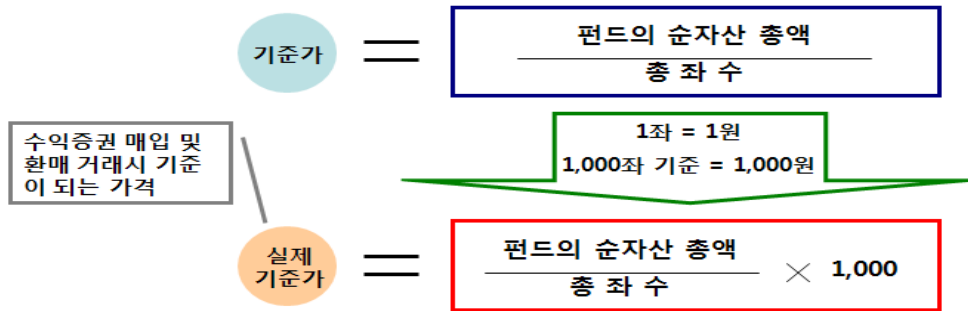 기준가
펀드의 순자산 총액
총 좌 수
수익증권 매입 및
환매 거래시 기준
이 되는 가격
1좌 = 1원
1,000좌 기준 = 1,000원
실제
기준가
펀드의 순자산 총액
총 좌 수
× 1,000